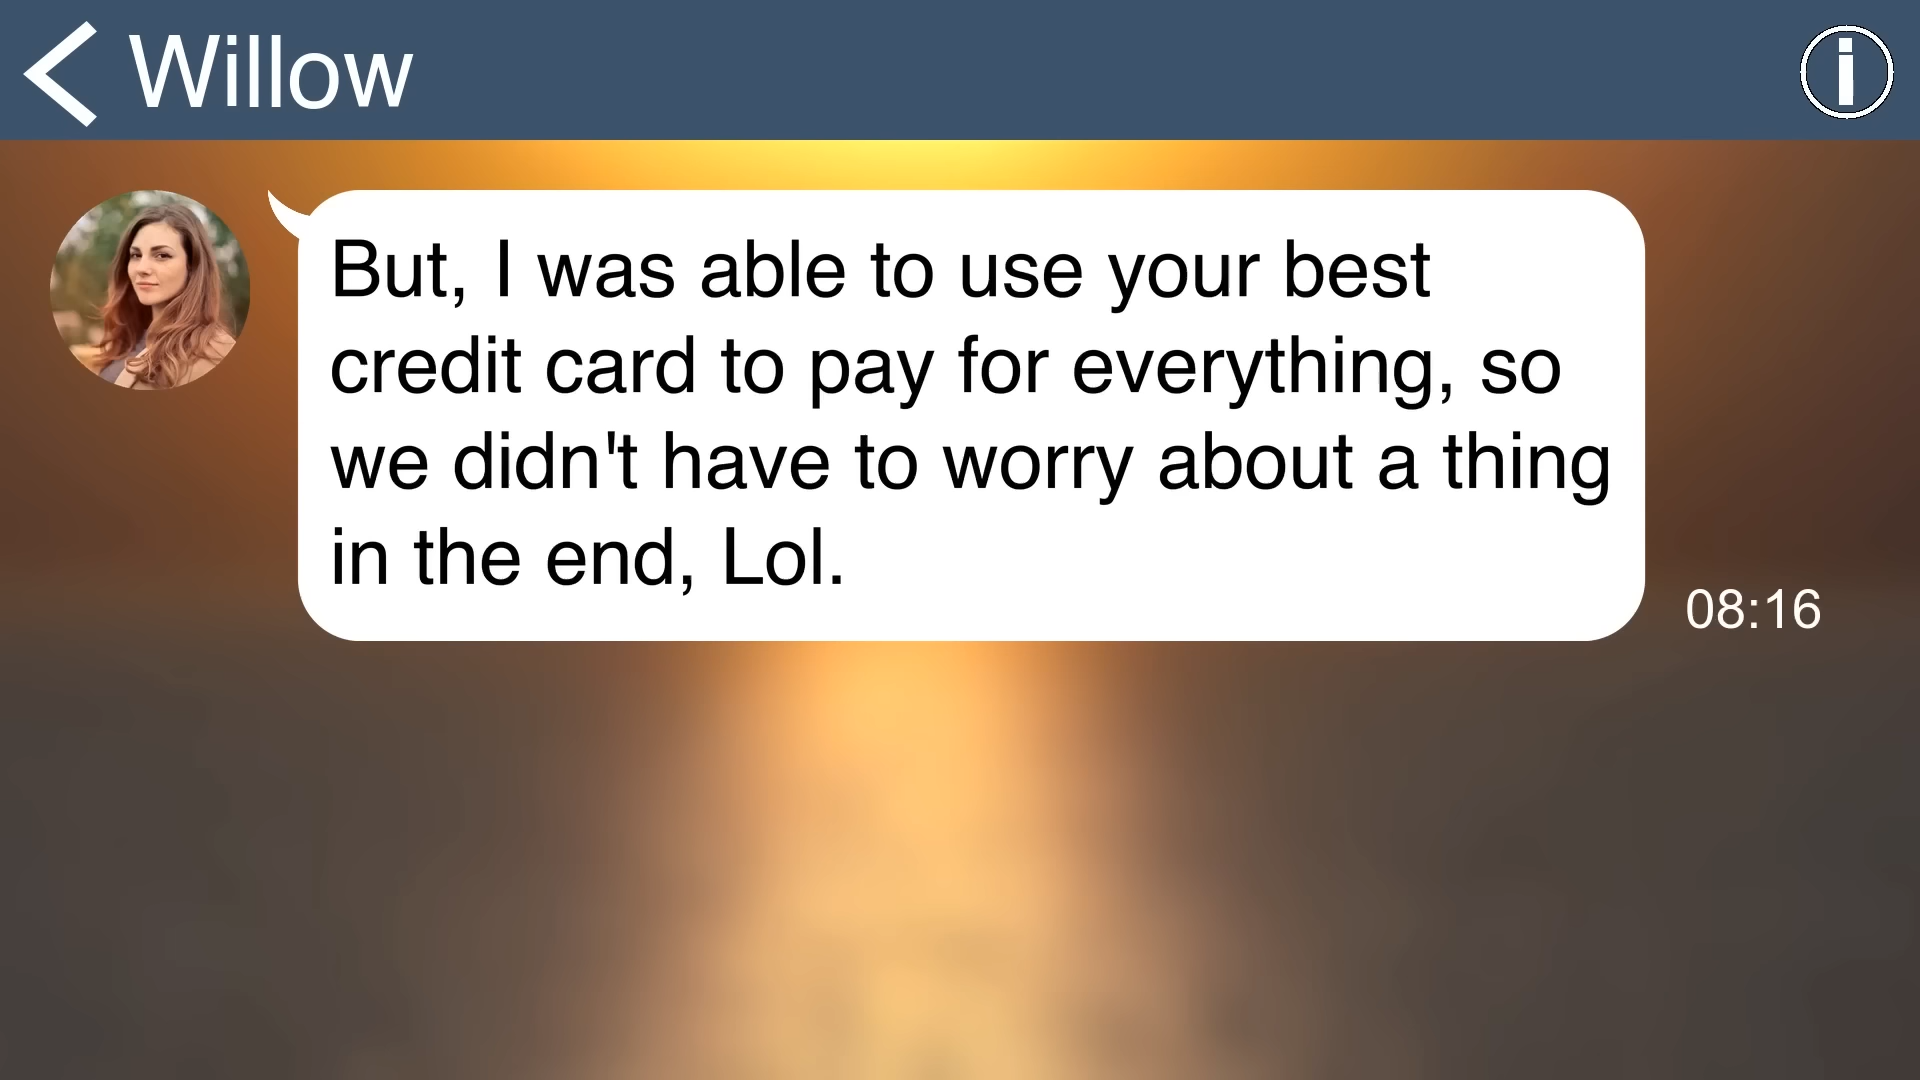 Willow
But, I was able to use your best
credit card to pay for everything, so
we didn't have to worry about a thing
in the end, Lol.
08:16